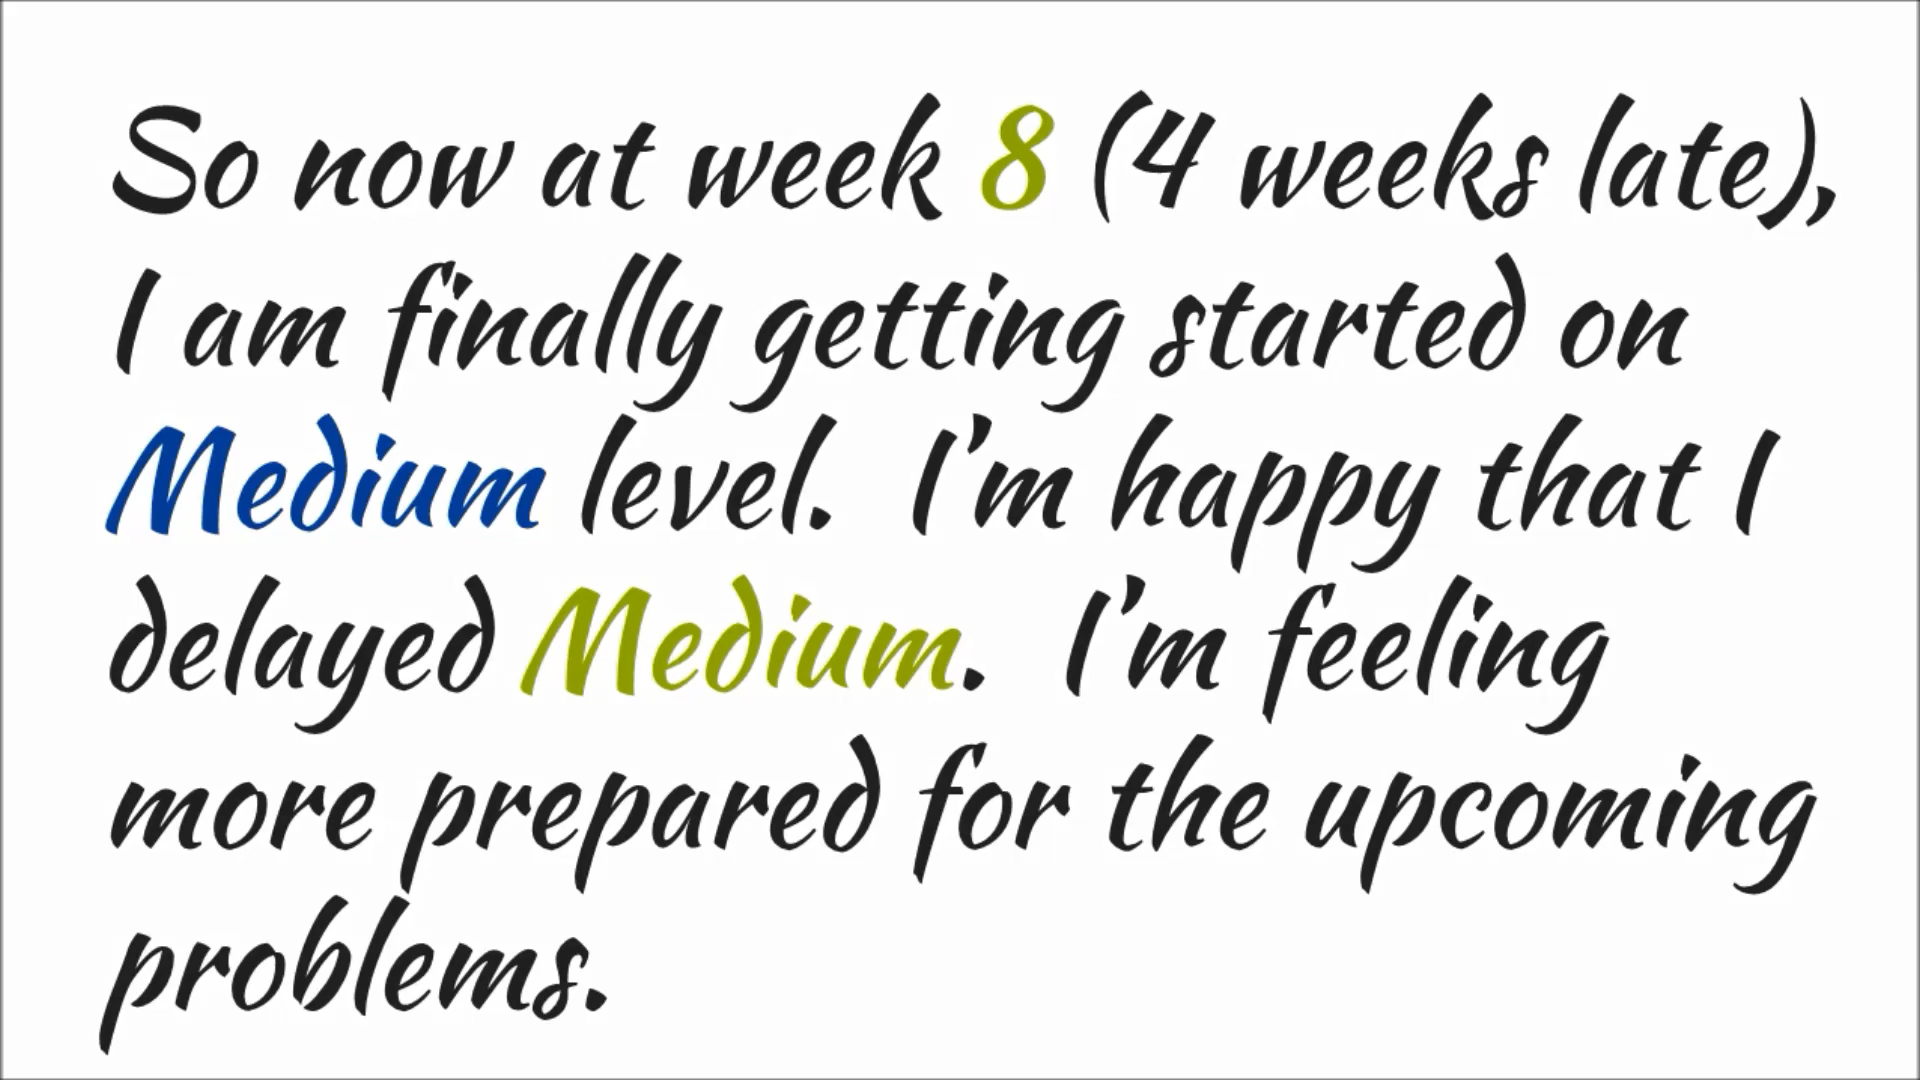 So now at week 8 (4 weeks late),
I am finally getting started on
Medium level.  I'm happy that I
delayed Medium.  I'm feeling
more prepared for the upcoming
problems.